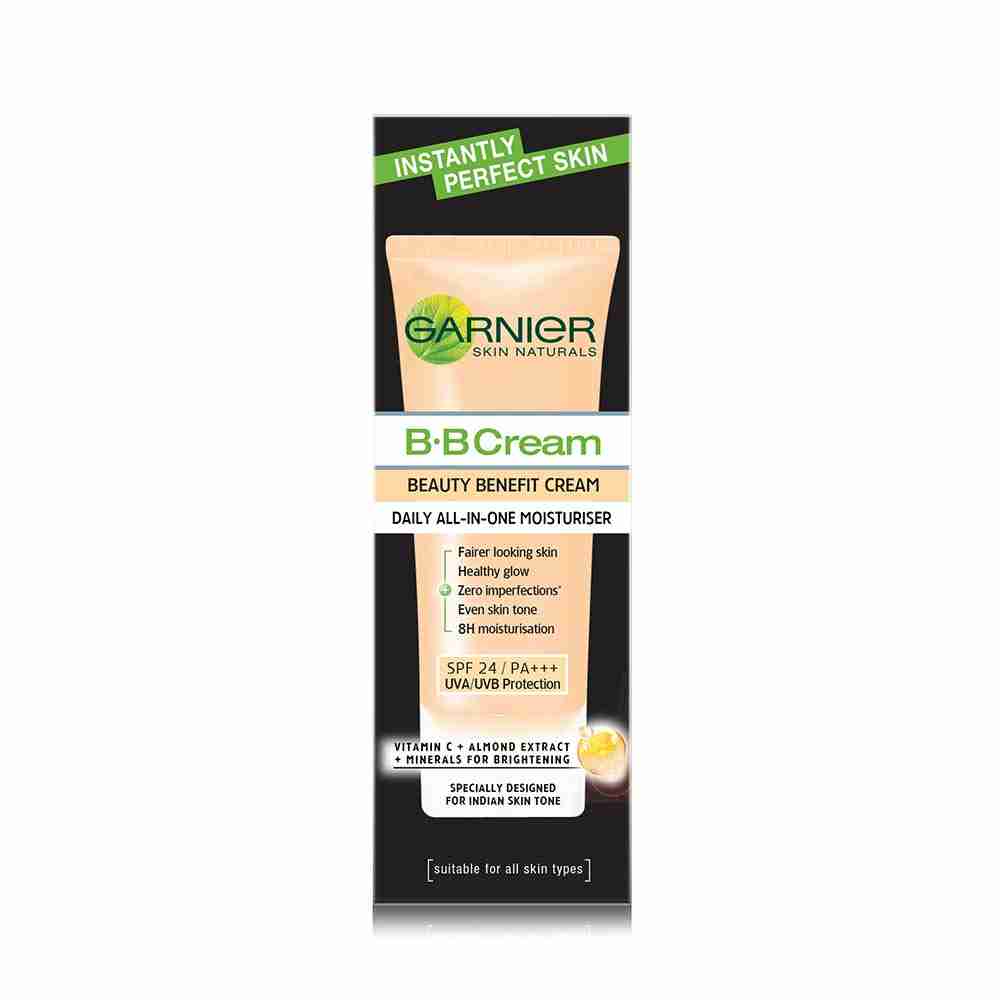 INSTANTLY
PERFECT SKIN
GARNIER
SKIN NATURALS
B·B Cream
BEAUTY BENEFIT CREAM
DAILY ALL-IN-ONE MOISTURISER
Fairer looking skin
Healthy glow
Zero imperfections*
Even skin tone
8H moisturisation
SPF 24 / PA+++
UVA/UVB Protection
VITAMIN C + ALMOND EXTRACT
+ MINERALS FOR BRIGHTENING
SPECIALLY DESIGNED
FOR INDIAN SKIN TONE
[suitable for all skin types]